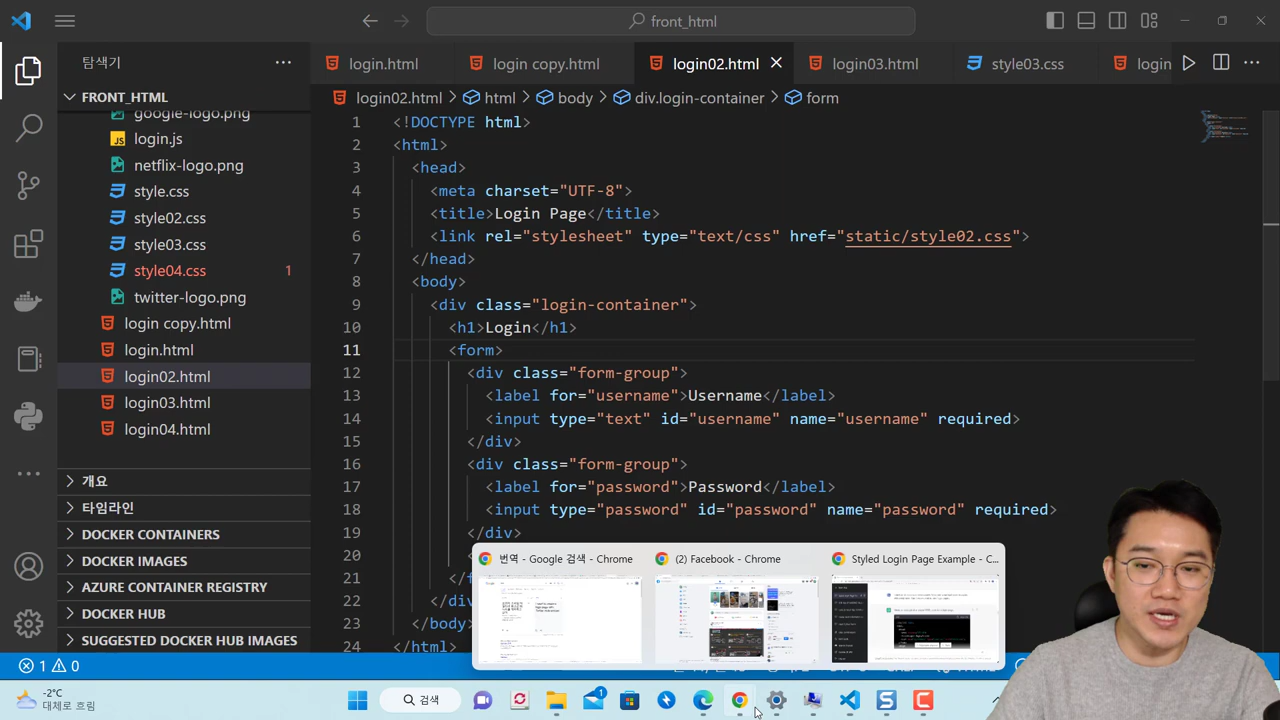 front_html
탐색기
login.html
login copy.html
login02.html
login03.html
style03.css
login
FRONT_HTML
login02.html > html > body > div.login-container > form
google-logo.png
login.js
netflix-logo.png
style.css
style02.css
style03.css
style04.css 1
twitter-logo.png
login copy.html
login.html
login02.html
login03.html
login04.html
개요
타임라인
DOCKER CONTAINERS
DOCKER IMAGES
AZURE CONTAINER REGISTRY
DOCKER HUB
SUGGESTED DOCKER HUB IMAGES
1 <!DOCTYPE html>
2 <html>
3 <head>
4 <meta charset="UTF-8">
5 <title>Login Page</title>
6 <link rel="stylesheet" type="text/css" href="static/style02.css">
7 </head>
8 <body>
9 <div class="login-container">
10 <h1>Login</h1>
11 <form>
12 <div class="form-group">
13 <label for="username">Username</label>
14 <input type="text" id="username" name="username" required>
15 </div>
16 <div class="form-group">
17 <label for="password">Password</label>
18 <input type="password" id="password" name="password" required>
19 </div>
20 <
21 </f
22 </div
23 </body
24 </html>
번역 - Google 검색 - Chrome
(2) Facebook - Chrome
Styled Login Page Example - C...
1 0
-2°C
대체로 흐림
검색
1